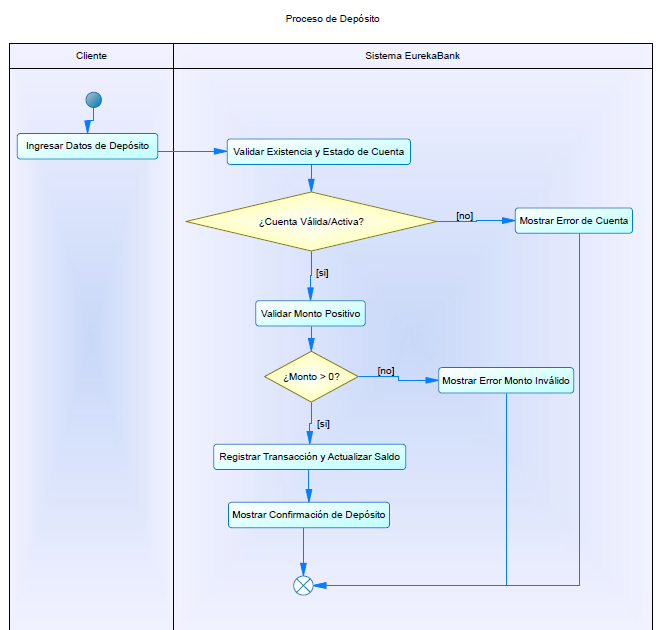 Proceso de Depósito
Cliente
Sistema EurekaBank
Ingresar Datos de Depósito
Validar Existencia y Estado de Cuenta
¿Cuenta Válida/Activa?
[no]
Mostrar Error de Cuenta
[si]
Validar Monto Positivo
¿Monto > 0?
[no]
Mostrar Error Monto Inválido
[si]
Registrar Transacción y Actualizar Saldo
Mostrar Confirmación de Depósito